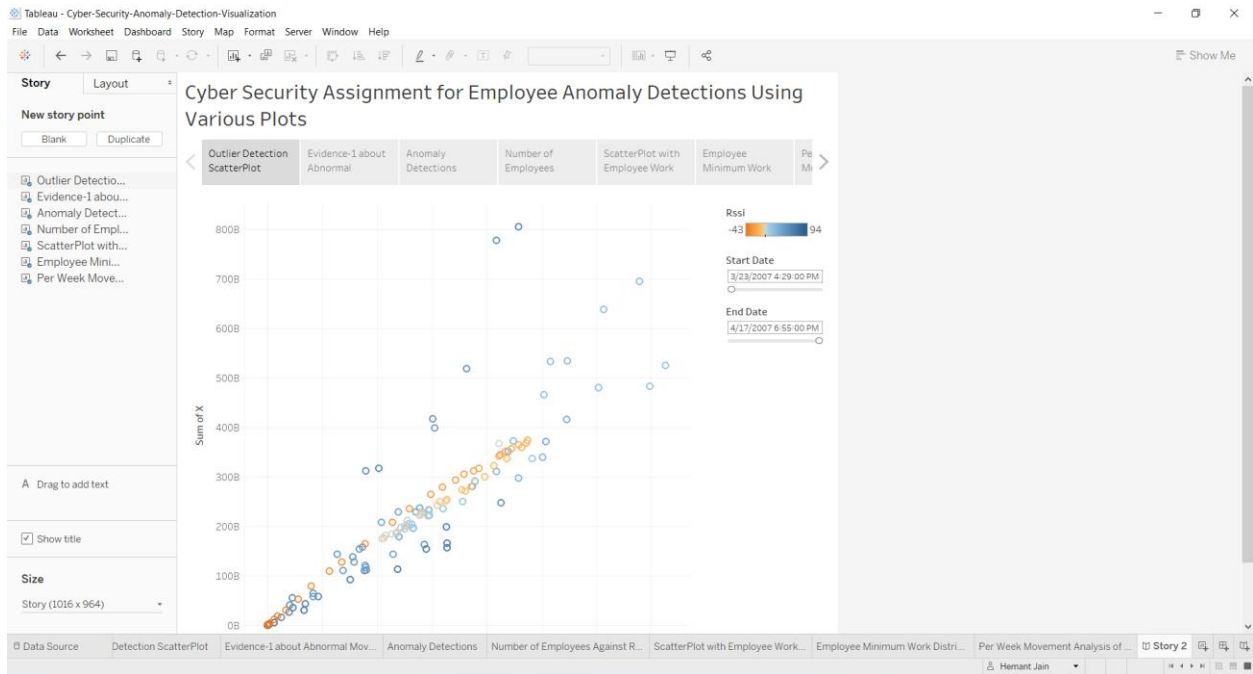 Tableau - Cyber-Security-Anomaly-Detection-Visualization
File Data Worksheet Dashboard Story Map Format Server Window Help
Show Me
Story Layout
New story point
Blank Duplicate
Outlier Detectio...
Evidence-1 abou...
Anomaly Detect...
Number of Empl...
ScatterPlot with...
Employee Mini...
Per Week Move...
A Drag to add text
Show title
Size
Story (1016 x 964)
Cyber Security Assignment for Employee Anomaly Detections Using
Various Plots
Outlier Detection
ScatterPlot
Evidence-1 about
Abnormal
Anomaly
Detections
Number of
Employees
ScatterPlot with
Employee Work
Employee
Minimum Work
Pe
M
Sum of X
800B
700B
600B
500B
400B
300B
200B
100B
0B
Rssi
-43 94
Start Date
3/23/2007 4:29:00 PM
End Date
4/17/2007 6:55:00 PM
Data Source Detection ScatterPlot Evidence-1 about Abnormal Mov... Anomaly Detections Number of Employees Against R... ScatterPlot with Employee Work... Employee Minimum Work Distri... Per Week Movement Analysis of ... Story 2
Hemant Jain